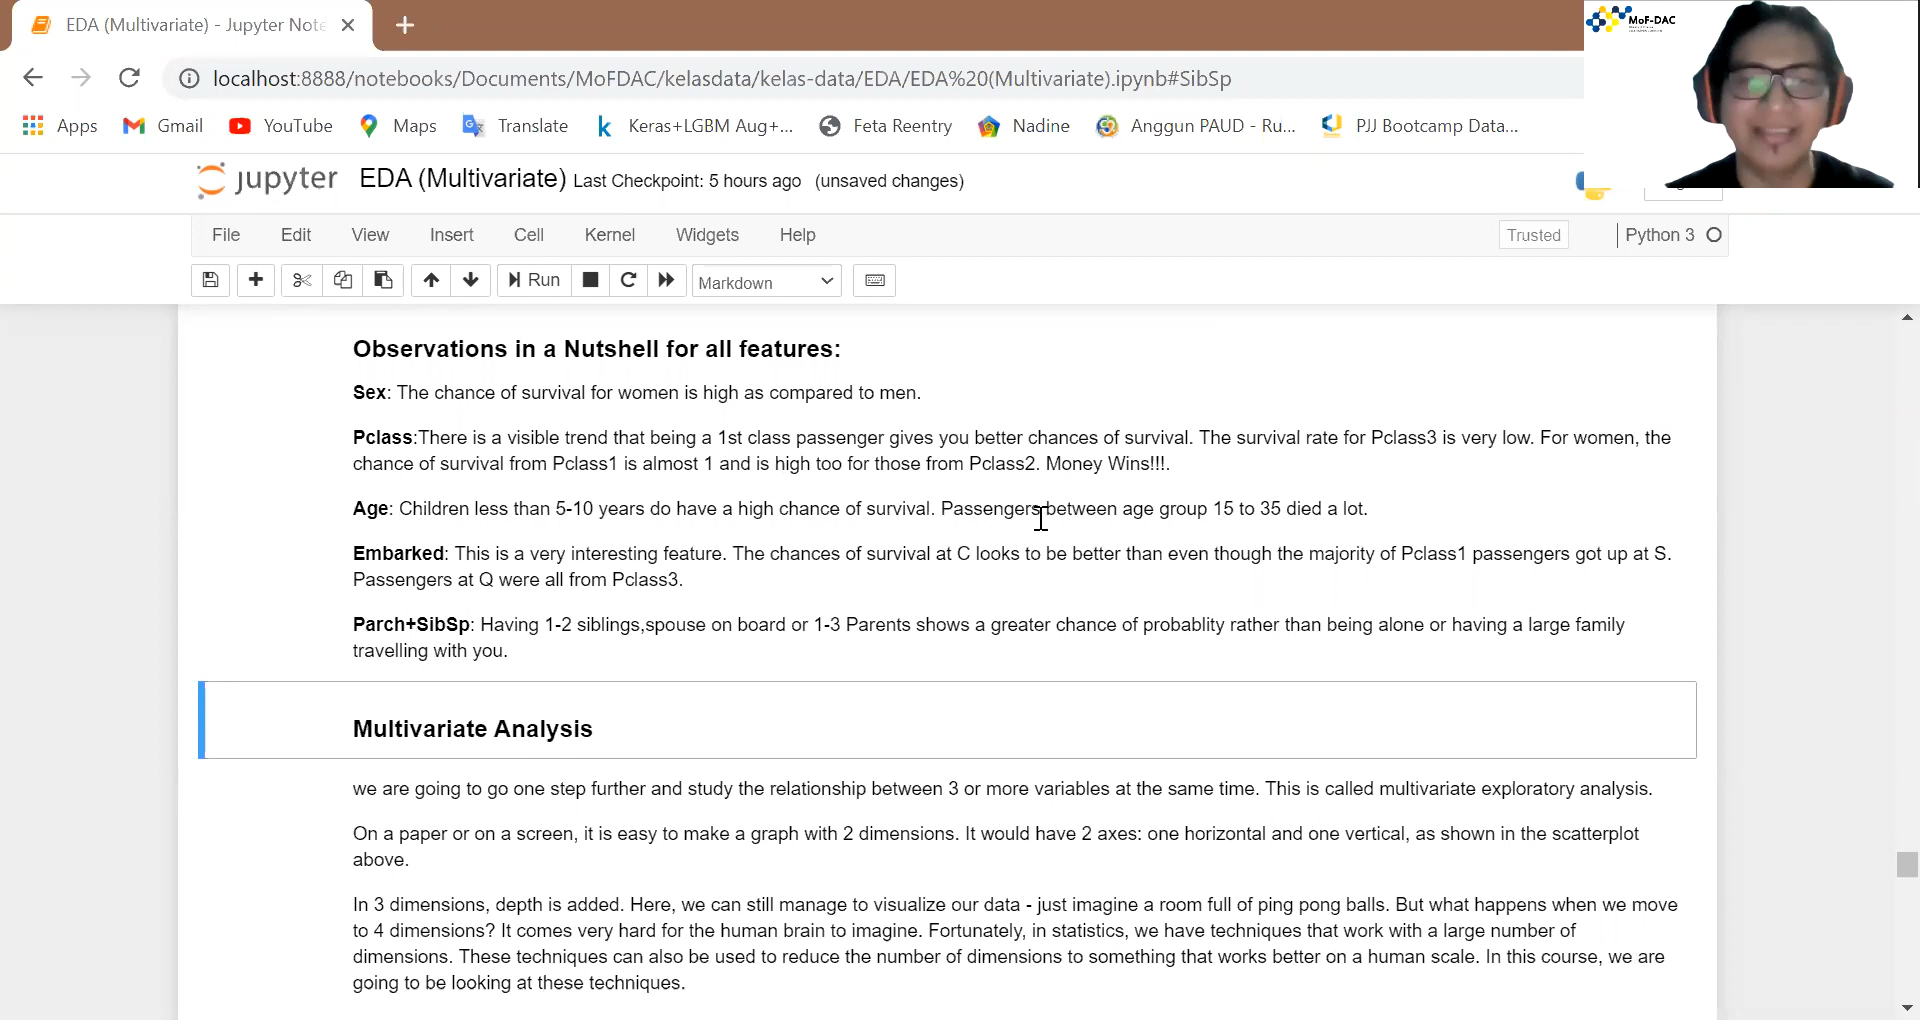 EDA (Multivariate) - Jupyter Note
localhost:8888/notebooks/Documents/MoFDAC/kelasdata/kelas-data/EDA/EDA%20(Multivariate).ipynb#SibSp
Apps Gmail YouTube Maps Translate Keras+LGBM Aug+... Feta Reentry Nadine Anggun PAUD - Ru... PJJ Bootcamp Data...
MoF-DAC
jupyter EDA (Multivariate) Last Checkpoint: 5 hours ago (unsaved changes)
File Edit View Insert Cell Kernel Widgets Help Trusted Python 3
Run Markdown
Observations in a Nutshell for all features:
Sex: The chance of survival for women is high as compared to men.
Pclass:There is a visible trend that being a 1st class passenger gives you better chances of survival. The survival rate for Pclass3 is very low. For women, the
chance of survival from Pclass1 is almost 1 and is high too for those from Pclass2. Money Wins!!!.
Age: Children less than 5-10 years do have a high chance of survival. Passengers between age group 15 to 35 died a lot.
Embarked: This is a very interesting feature. The chances of survival at C looks to be better than even though the majority of Pclass1 passengers got up at S.
Passengers at Q were all from Pclass3.
Parch+SibSp: Having 1-2 siblings,spouse on board or 1-3 Parents shows a greater chance of probablity rather than being alone or having a large family
travelling with you.
Multivariate Analysis
we are going to go one step further and study the relationship between 3 or more variables at the same time. This is called multivariate exploratory analysis.
On a paper or on a screen, it is easy to make a graph with 2 dimensions. It would have 2 axes: one horizontal and one vertical, as shown in the scatterplot
above.
In 3 dimensions, depth is added. Here, we can still manage to visualize our data - just imagine a room full of ping pong balls. But what happens when we move
to 4 dimensions? It comes very hard for the human brain to imagine. Fortunately, in statistics, we have techniques that work with a large number of
dimensions. These techniques can also be used to reduce the number of dimensions to something that works better on a human scale. In this course, we are
going to be looking at these techniques.